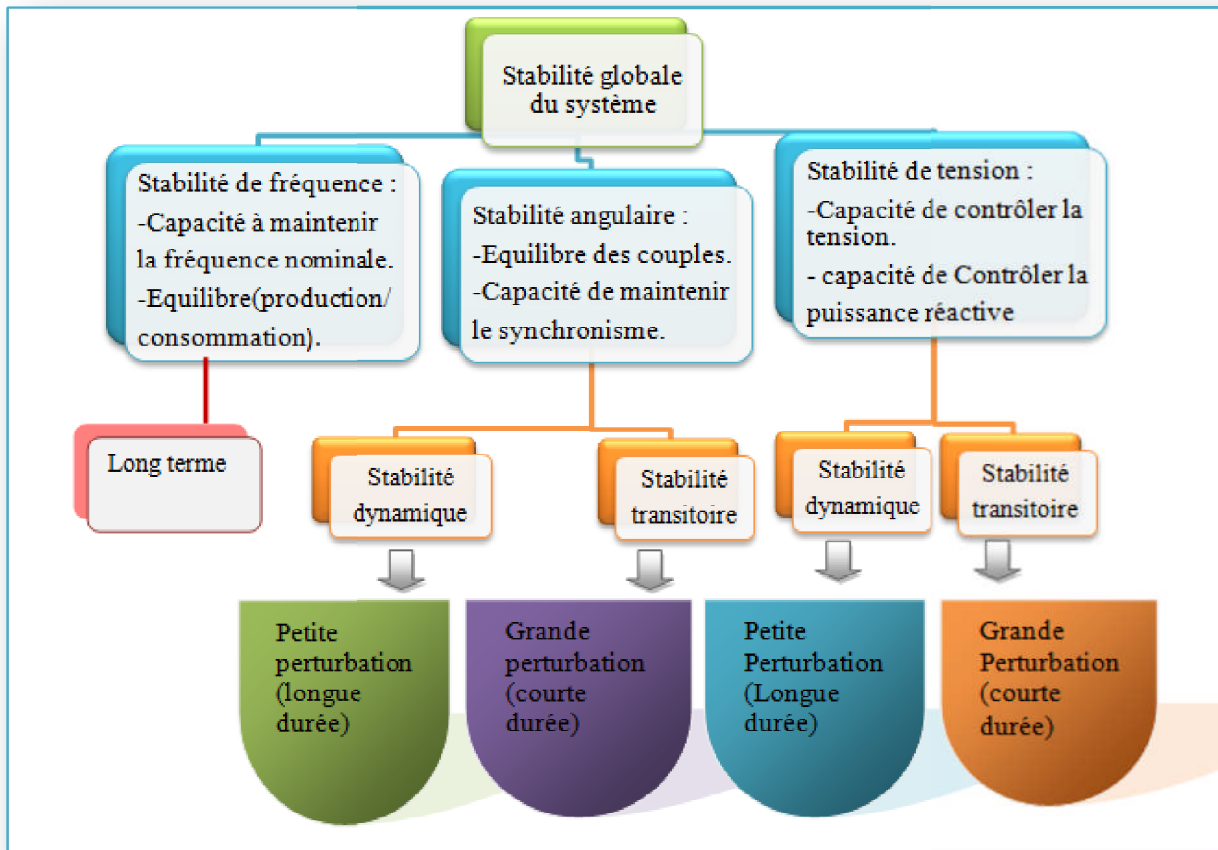 Stabilité globale
du système
Stabilité de fréquence :
-Capacité à maintenir
la fréquence nominale.
-Equilibre(production/
consommation).
Stabilité angulaire :
-Equilibre des couples.
-Capacité de maintenir
le synchronisme.
Stabilité de tension :
-Capacité de contrôler la
tension.
- capacité de Contrôler la
puissance réactive
Long terme
Stabilité
dynamique
Stabilité
transitoire
Stabilité
dynamique
Stabilité
transitoire
Petite
perturbation
(longue
durée)
Grande
perturbation
(courte
durée)
Petite
Perturbation
(Longue
durée)
Grande
Perturbation
(courte
durée)